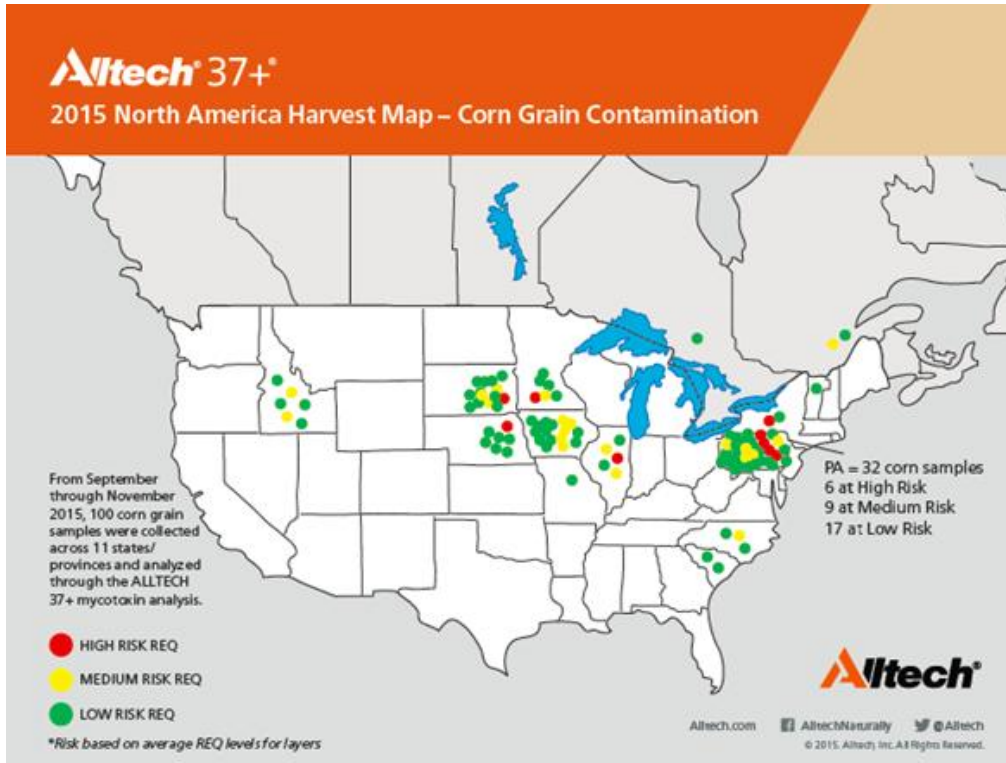 Alltech® 37+®
2015 North America Harvest Map – Corn Grain Contamination
From September
through November
2015, 100 corn grain
samples were collected
across 11 states/
provinces and analyzed
through the ALLTECH
37+ mycotoxin analysis.
PA = 32 corn samples
6 at High Risk
9 at Medium Risk
17 at Low Risk
HIGH RISK REQ
MEDIUM RISK REQ
LOW RISK REQ
*Risk based on average REQ levels for layers
Alltech®
Alltech.com AlltechNaturally @Alltech
© 2015. Alltech, Inc. All Rights Reserved.